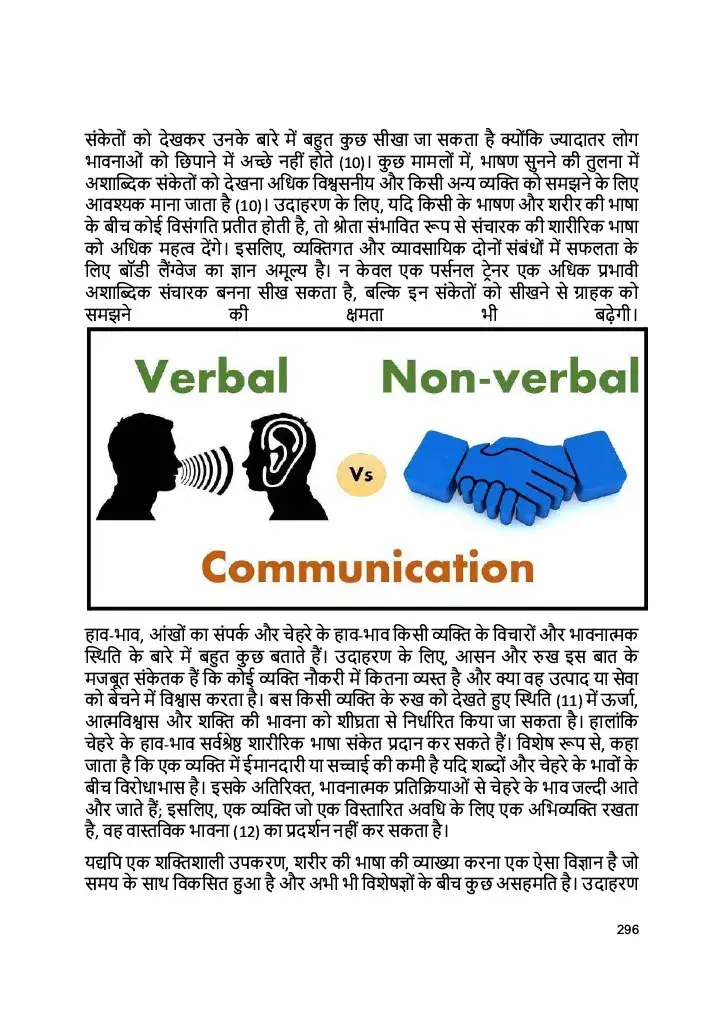 संकेतों को देखकर उनके बारे में बहुत कुछ सीखा जा सकता है क्योंकि ज्यादातर लोग
भावनाओं को छिपाने में अच्छे नहीं होते (10)। कुछ मामलों में, भाषण सुनने की तुलना में
अशाब्दिक संकेतों को देखना अधिक विश्वसनीय और किसी अन्य व्यक्ति को समझने के लिए
आवश्यक माना जाता है (10)। उदाहरण के लिए, यदि किसी के भाषण और शरीर की भाषा
के बीच कोई विसंगति प्रतीत होती है, तो श्रोता संभावित रूप से संचारक की शारीरिक भाषा
को अधिक महत्व देंगे। इसलिए, व्यक्तिगत और व्यावसायिक दोनों संबंधों में सफलता के
लिए बॉडी लैंग्वेज का ज्ञान अमूल्य है। न केवल एक पर्सनल ट्रेनर एक अधिक प्रभावी
अशाब्दिक संचारक बनना सीख सकता है, बल्कि इन संकेतों को सीखने से ग्राहक को
समझने की क्षमता भी बढ़ेगी।
Verbal Non-verbal
Vs
Communication
हाव-भाव, आंखों का संपर्क और चेहरे के हाव-भाव किसी व्यक्ति के विचारों और भावनात्मक
स्थिति के बारे में बहुत कुछ बताते हैं। उदाहरण के लिए, आसन और रुख इस बात के
मजबूत संकेतक हैं कि कोई व्यक्ति नौकरी में कितना व्यस्त है और क्या वह उत्पाद या सेवा
को बेचने में विश्वास करता है। बस किसी व्यक्ति के रुख को देखते हुए स्थिति (11) में ऊर्जा,
आत्मविश्वास और शक्ति की भावना को शीघ्रता से निर्धारित किया जा सकता है। हालांकि
चेहरे के हाव-भाव सर्वश्रेष्ठ शारीरिक भाषा संकेत प्रदान कर सकते हैं। विशेष रूप से, कहा
जाता है कि एक व्यक्ति में ईमानदारी या सच्चाई की कमी है यदि शब्दों और चेहरे के भावों के
बीच विरोधाभास है। इसके अतिरिक्त, भावनात्मक प्रतिक्रियाओं से चेहरे के भाव जल्दी आते
और जाते हैं; इसलिए, एक व्यक्ति जो एक विस्तारित अवधि के लिए एक अभिव्यक्ति रखता
है, वह वास्तविक भावना (12) का प्रदर्शन नहीं कर सकता है।
यद्यपि एक शक्तिशाली उपकरण, शरीर की भाषा की व्याख्या करना एक ऐसा विज्ञान है जो
समय के साथ विकसित हुआ है और अभी भी विशेषज्ञों के बीच कुछ असहमति है। उदाहरण
296